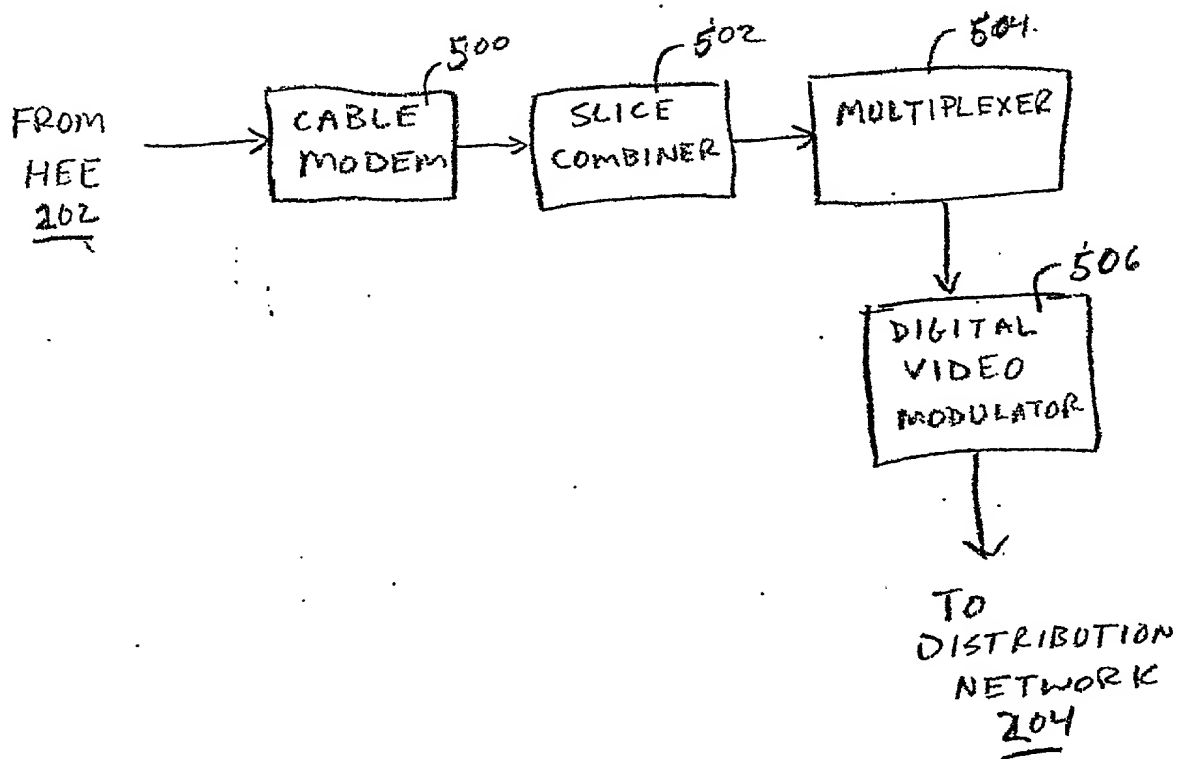 FROM
HEE
202
500
CABLE
MODEM
502
SLICE
COMBINER
504.
MULTIPLEXER
506
DIGITAL
VIDEO
MODULATOR
TO
DISTRIBUTION
NETWORK
204